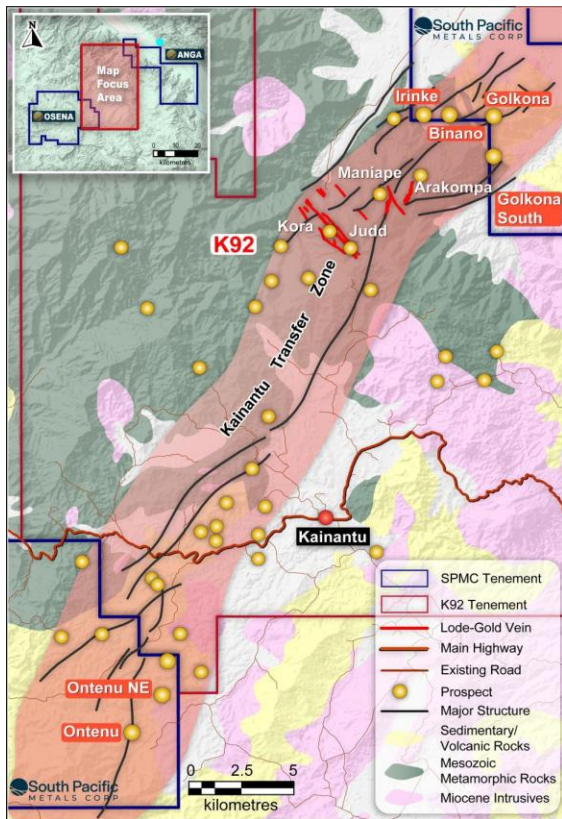 N
ANGA
Map
Focus
Area
OSENA
0 10 20
kilometres
South Pacific
METALS CORP
Irinke
Golkona
Binano
Maniape
Arakompa
Golkona
South
Kora
Judd
K92
Kainantu Transfer Zone
Kainantu
SPMC Tenement
K92 Tenement
Lode-Gold Vein
Main Highway
Existing Road
Prospect
Major Structure
Sedimentary/
Volcanic Rocks
Mesozoic
Metamorphic Rocks
Miocene Intrusives
Ontenu NE
Ontenu
0 2.5 5
kilometres
South Pacific
METALS CORP